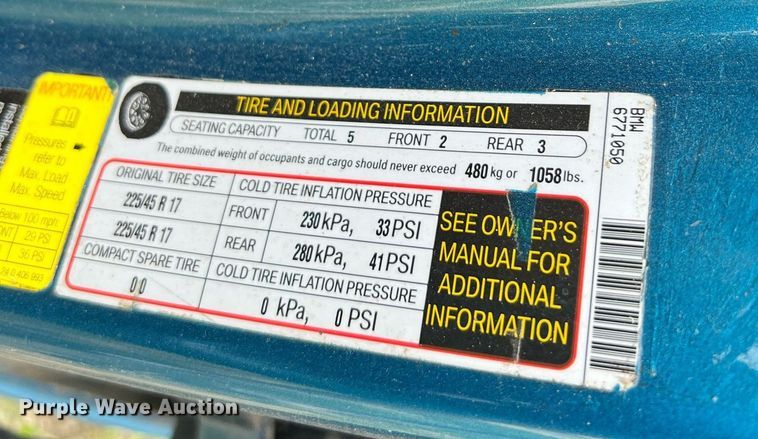 IMPORTANT!
Pressures
refer to
Max. Load
Max. Speed
below 100 mph:
29 PSI
36 PSI
TIRE AND LOADING INFORMATION
SEATING CAPACITY TOTAL 5 FRONT 2 REAR 3
The combined weight of occupants and cargo should never exceed 480 kg or 1058 lbs.
ORIGINAL TIRE SIZE COLD TIRE INFLATION PRESSURE
225/45 R 17 FRONT 230 kPa, 33 PSI
225/45 R 17 REAR 280 kPa, 41 PSI
COMPACT SPARE TIRE COLD TIRE INFLATION PRESSURE
0 0 0 kPa, 0 PSI
SEE OWNER'S
MANUAL FOR
ADDITIONAL
INFORMATION
BMW
6771050
Purple Wave Auction